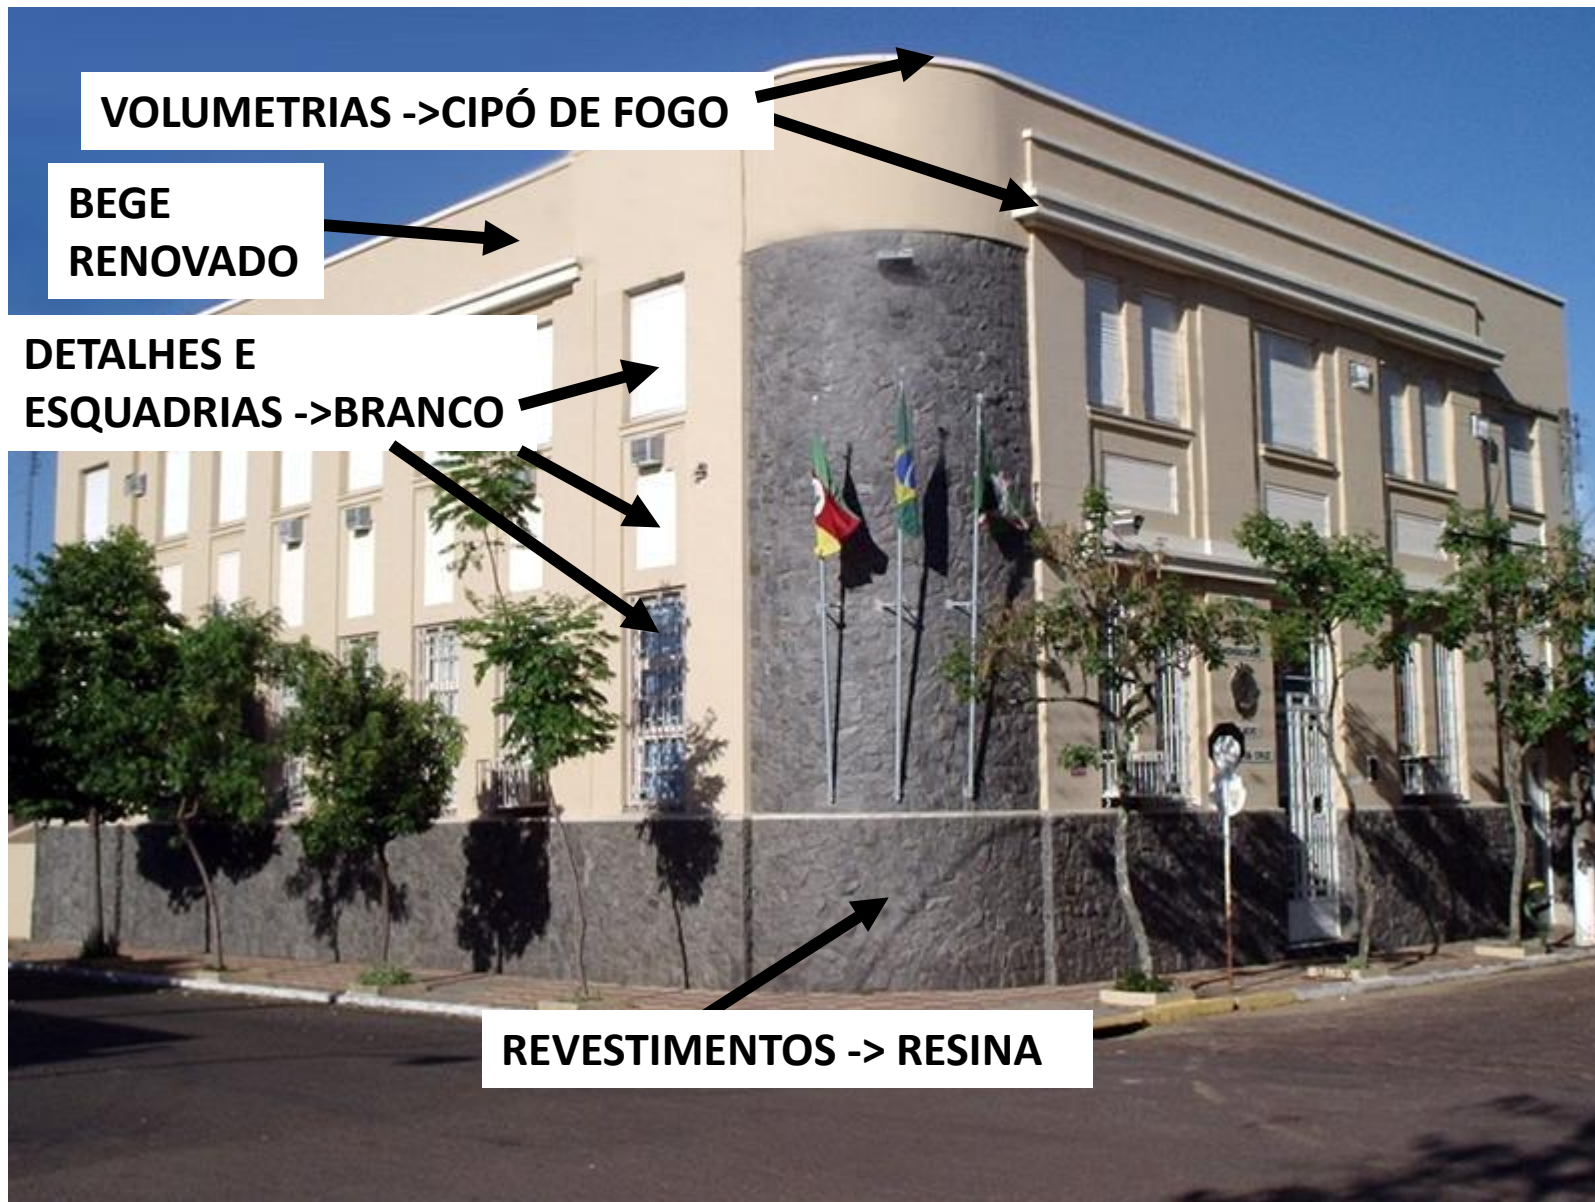 VOLUMETRIAS ->CIPÓ DE FOGO
BEGE
RENOVADO
DETALHES E
ESQUADRIAS ->BRANCO
REVESTIMENTOS -> RESINA